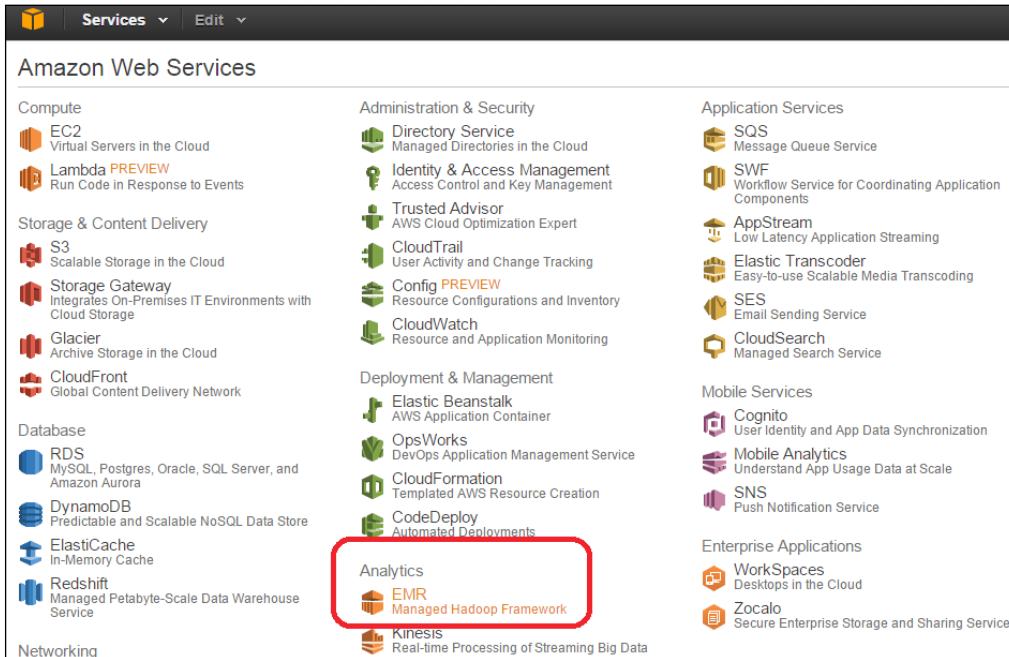 Services Edit
Amazon Web Services
Compute
EC2
Virtual Servers in the Cloud
Lambda PREVIEW
Run Code in Response to Events
Storage & Content Delivery
S3
Scalable Storage in the Cloud
Storage Gateway
Integrates On-Premises IT Environments with
Cloud Storage
Glacier
Archive Storage in the Cloud
CloudFront
Global Content Delivery Network
Database
RDS
MySQL, Postgres, Oracle, SQL Server, and
Amazon Aurora
DynamoDB
Predictable and Scalable NoSQL Data Store
ElastiCache
In-Memory Cache
Redshift
Managed Petabyte-Scale Data Warehouse
Service
Networking
Administration & Security
Directory Service
Managed Directories in the Cloud
Identity & Access Management
Access Control and Key Management
Trusted Advisor
AWS Cloud Optimization Expert
CloudTrail
User Activity and Change Tracking
Config PREVIEW
Resource Configurations and Inventory
CloudWatch
Resource and Application Monitoring
Deployment & Management
Elastic Beanstalk
AWS Application Container
OpsWorks
DevOps Application Management Service
CloudFormation
Templated AWS Resource Creation
CodeDeploy
Automated Deployments
Analytics
EMR
Managed Hadoop Framework
Kinesis
Real-time Processing of Streaming Big Data
Application Services
SQS
Message Queue Service
SWF
Workflow Service for Coordinating Application
Components
AppStream
Low Latency Application Streaming
Elastic Transcoder
Easy-to-use Scalable Media Transcoding
SES
Email Sending Service
CloudSearch
Managed Search Service
Mobile Services
Cognito
User Identity and App Data Synchronization
Mobile Analytics
Understand App Usage Data at Scale
SNS
Push Notification Service
Enterprise Applications
WorkSpaces
Desktops in the Cloud
Zocalo
Secure Enterprise Storage and Sharing Service